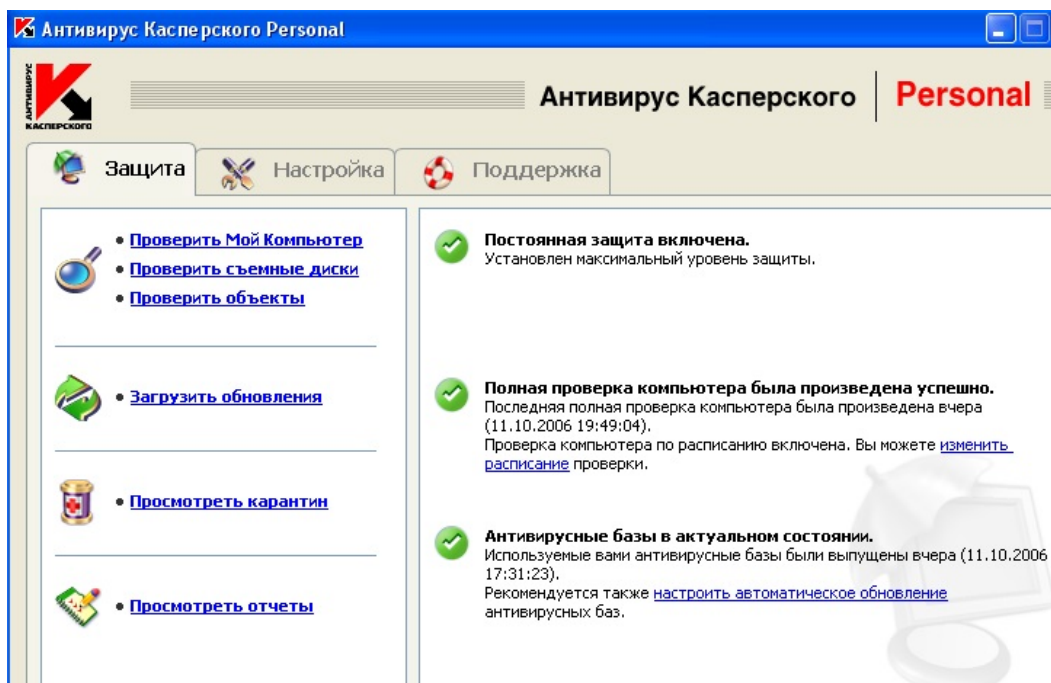 Антивирус Касперского Personal
АНТИВИРУС
КАСПЕРСКОГО
Антивирус Касперского Personal
Защита
Настройка
Поддержка
Проверить Мой Компьютер
Проверить съемные диски
Проверить объекты
Загрузить обновления
Просмотреть карантин
Просмотреть отчеты
Постоянная защита включена.
Установлен максимальный уровень защиты.
Полная проверка компьютера была произведена успешно.
Последняя полная проверка компьютера была произведена вчера
(11.10.2006 19:49:04).
Проверка компьютера по расписанию включена. Вы можете изменить
расписание проверки.
Антивирусные базы в актуальном состоянии.
Используемые вами антивирусные базы были выпущены вчера (11.10.2006
17:31:23).
Рекомендуется также настроить автоматическое обновление
антивирусных баз.